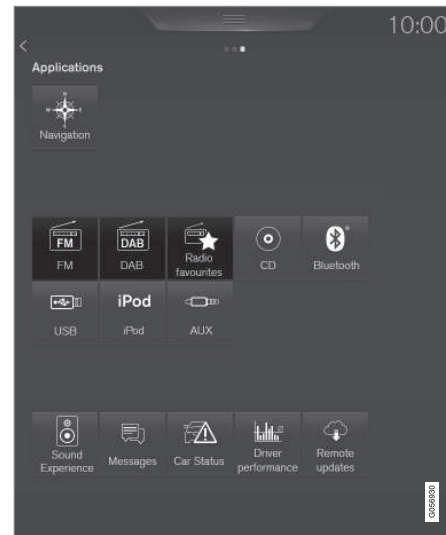 10:00
Applications
N
W E
S
Navigation
FM
DAB
FM
DAB
Radio
favourites
CD
Bluetooth
iPod
USB
iPod
AUX
Sound
Experience
Messages
Car Status
Driver
performance
Remote
updates
G056930